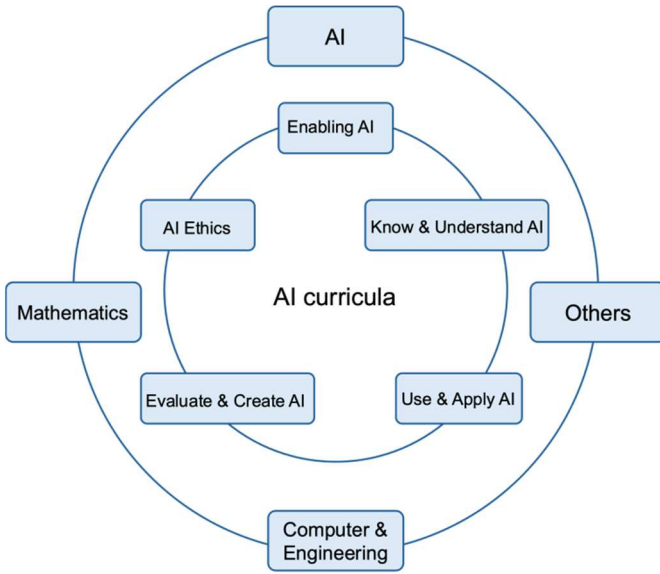 AI
Enabling AI
AI Ethics
Know & Understand AI
AI curricula
Mathematics
Others
Evaluate & Create AI
Use & Apply AI
Computer &
Engineering